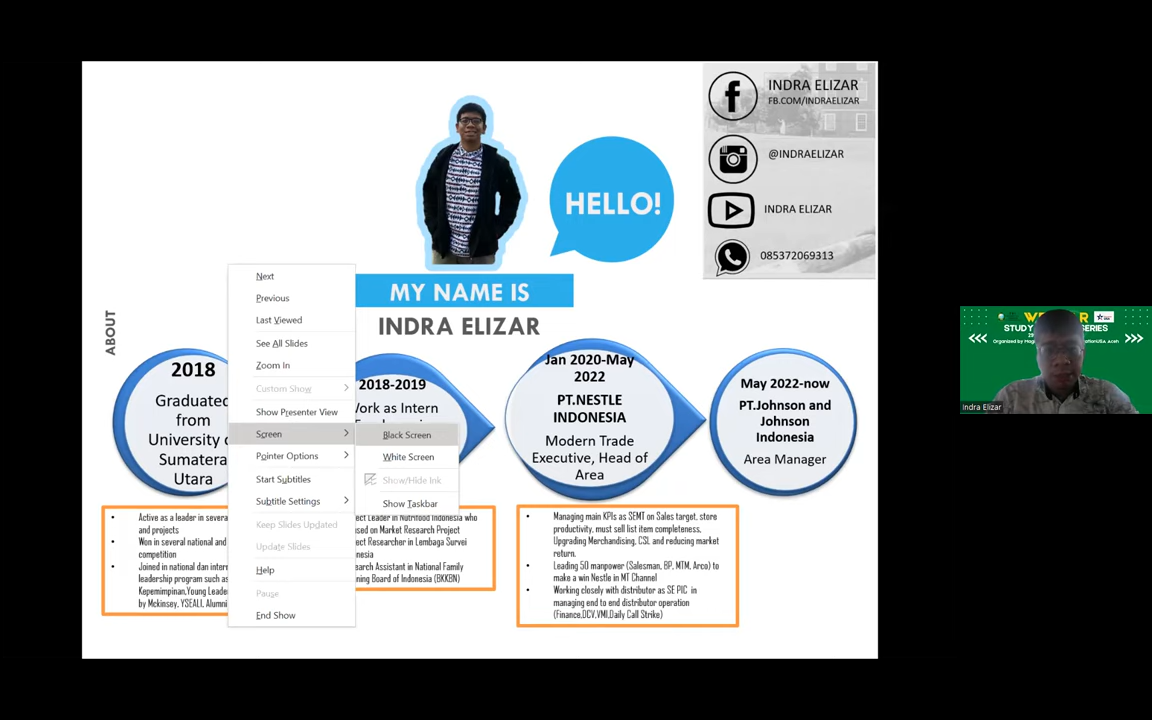 INDRA ELIZAR
FB.COM/INDRAELIZAR
@INDRAELIZAR
INDRA ELIZAR
085372069313
HELLO!
MY NAME IS
INDRA ELIZAR
ABOUT
2018
Graduated
from
University
Sumatera
Utara
2018-2019
Work as Intern
Jan 2020-May
2022
PT.NESTLE
INDONESIA
Modern Trade
Executive, Head of
Area
May 2022-now
PT.Johnson and
Johnson
Indonesia
Area Manager
Next
Previous
Last Viewed
See All Slides
Zoom In
Custom Show
Show Presenter View
Screen
Pointer Options
Start Subtitles
Subtitle Settings
Keep Slides Updated
Update Slides
Help
Pause
End Show
Black Screen
White Screen
Show/Hide Ink
Show Taskbar
Active as a leader in severa
and projects
Won in several national and
competition
Joined in national dan inter
leadership program such as
Kepemimpinan,Young Leade
by Mckinsey, YSEALI, Alumni
ect Leader in Nutrifood Indonesia who
sed on Market Research Project
ect Researcher in Lembaga Survei
nesia
earch Assistant in National Family
ning Board of Indonesia (BKKBN)
Managing main KPIs as SEMT on Sales target, store
productivity, must sell list item completeness,
Upgrading Merchandising, CSL and reducing market
return.
Leading 50 manpower (Salesman, BP, MTM, Arco) to
make a win Nestle in MT Channel
Working closely with distributor as SE PIC in
managing end to end distributor operation
(Finance,DCV,VMI,Daily Call Strike)
STUDY
SERIES
Organized by
USA, Aceh
Indra Elizar